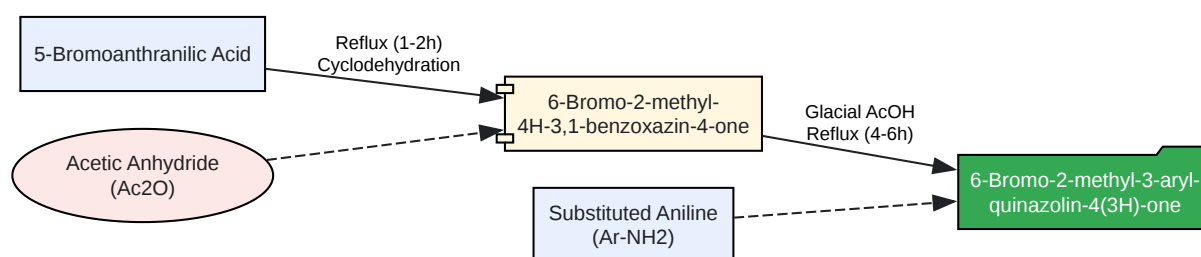 5-Bromoanthranilic Acid
Reflux (1-2h)
Cyclodehydration
Acetic Anhydride
(Ac2O)
6-Bromo-2-methyl-
4H-3,1-benzoxazin-4-one
Glacial AcOH
Reflux (4-6h)
Substituted Aniline
(Ar-NH2)
6-Bromo-2-methyl-3-aryl-
quinazolin-4(3H)-one